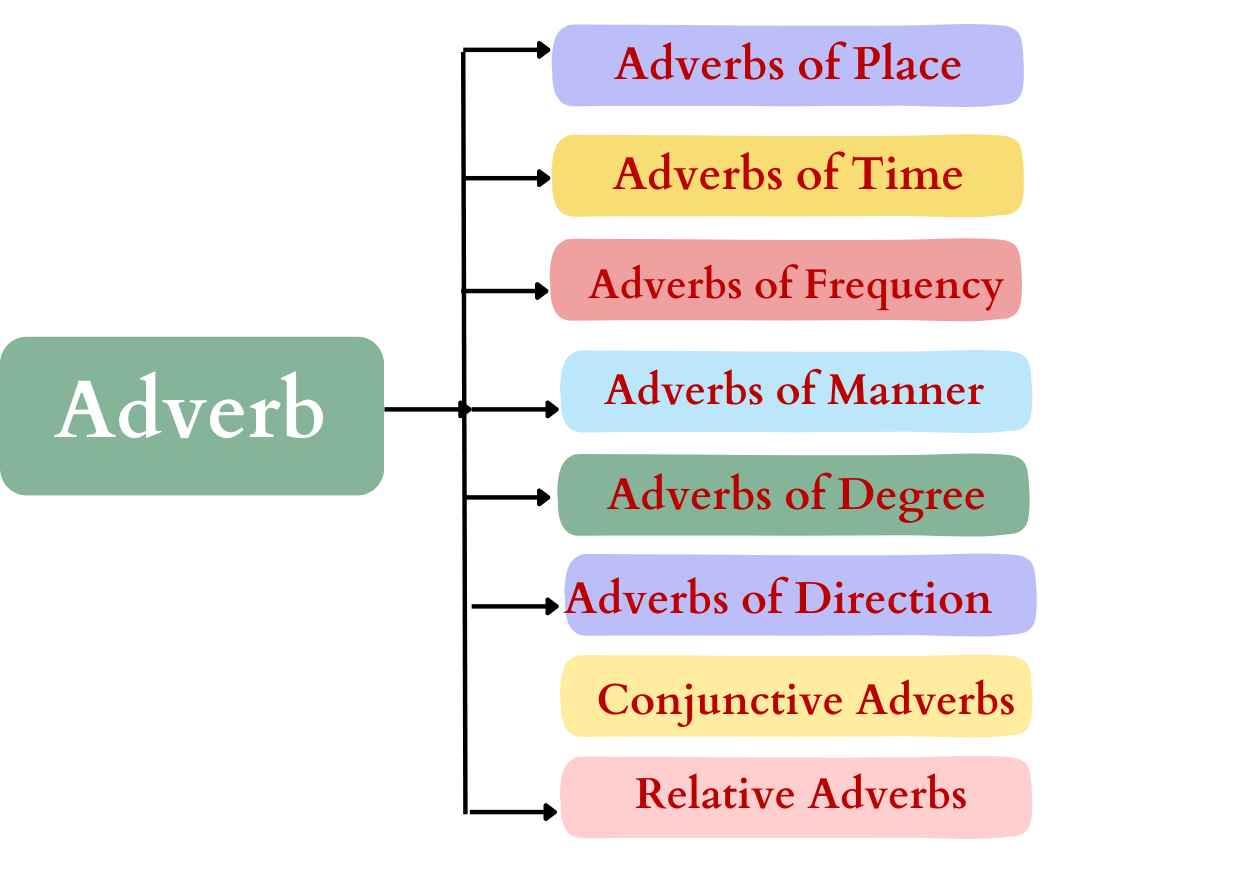 Adverb
Adverbs of Place
Adverbs of Time
Adverbs of Frequency
Adverbs of Manner
Adverbs of Degree
Adverbs of Direction
Conjunctive Adverbs
Relative Adverbs